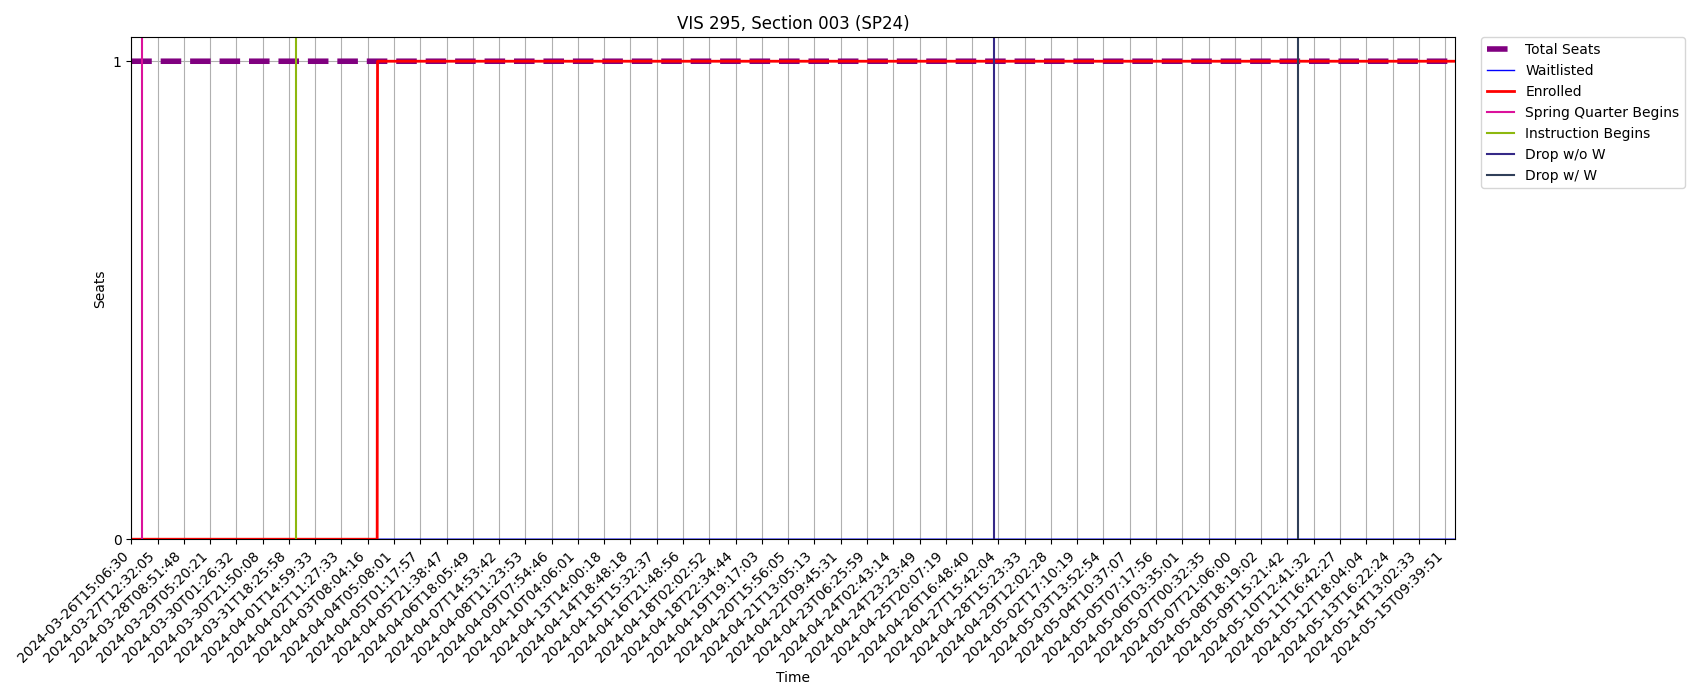 VIS 295, Section 003 (SP24)
Total Seats
Waitlisted
Enrolled
Spring Quarter Begins
Instruction Begins
Drop w/o W
Drop w/ W
Seats
1
0
2024-03-26T15:06:30
2024-03-27T12:32:05
2024-03-28T08:51:48
2024-03-29T05:20:21
2024-03-30T01:26:32
2024-03-30T21:50:08
2024-03-31T18:25:58
2024-04-01T14:59:33
2024-04-02T11:27:33
2024-04-03T08:04:16
2024-04-04T05:08:01
2024-04-05T01:17:57
2024-04-05T21:38:47
2024-04-06T18:05:49
2024-04-07T14:53:42
2024-04-08T11:23:53
2024-04-09T07:54:46
2024-04-10T04:06:01
2024-04-13T14:00:18
2024-04-14T18:48:18
2024-04-15T15:32:37
2024-04-16T21:48:56
2024-04-18T02:02:52
2024-04-18T22:34:44
2024-04-19T19:17:03
2024-04-20T15:56:05
2024-04-21T13:05:13
2024-04-22T09:45:31
2024-04-23T06:25:59
2024-04-24T02:43:14
2024-04-24T23:23:49
2024-04-25T20:07:19
2024-04-26T16:48:40
2024-04-27T15:42:04
2024-04-28T15:23:33
2024-04-29T12:02:28
2024-05-02T17:10:19
2024-05-03T13:52:54
2024-05-04T10:37:07
2024-05-05T07:17:56
2024-05-06T03:35:01
2024-05-07T00:32:35
2024-05-07T21:06:00
2024-05-08T18:19:02
2024-05-09T15:21:42
2024-05-10T12:41:32
2024-05-11T16:42:27
2024-05-12T18:04:04
2024-05-13T16:22:24
2024-05-14T13:02:33
2024-05-15T09:39:51
Time